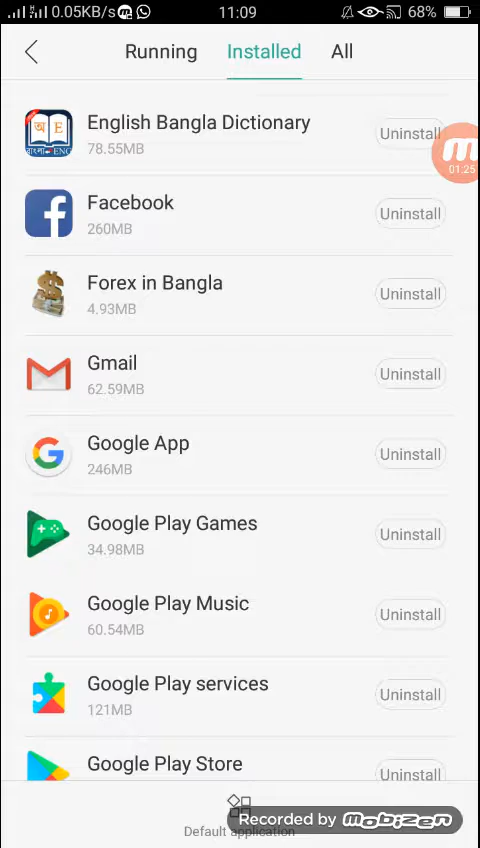 0.05KB/s
11:09
68%
Running Installed All
English Bangla Dictionary
78.55MB
Uninstall
01:25
Facebook
260MB
Uninstall
Forex in Bangla
4.93MB
Uninstall
Gmail
62.59MB
Uninstall
Google App
246MB
Uninstall
Google Play Games
34.98MB
Uninstall
Google Play Music
60.54MB
Uninstall
Google Play services
121MB
Uninstall
Google Play Store
Uninstall
Recorded by mobizen
Default application